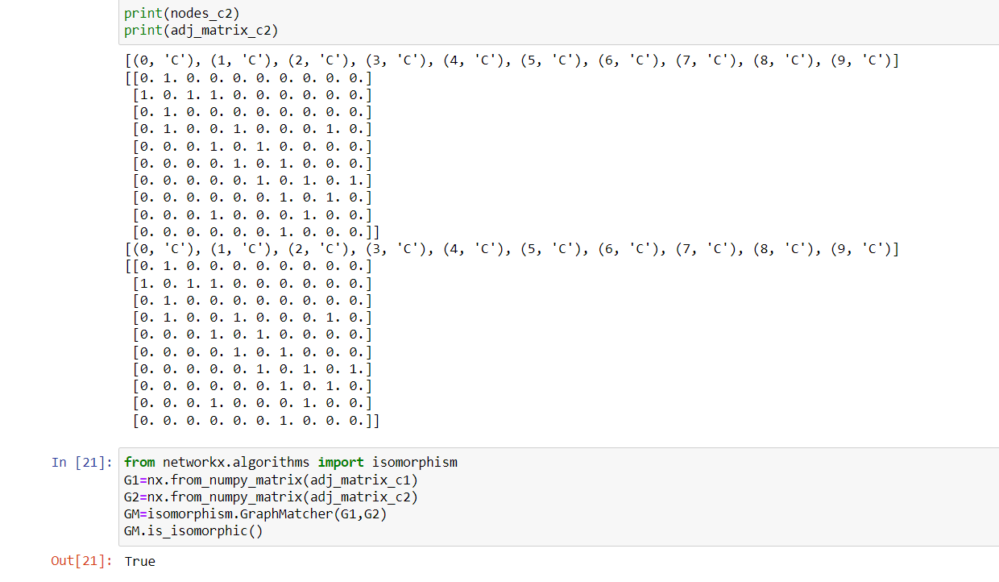 print(nodes_c2)
print(adj_matrix_c2)
[(0, 'C'), (1, 'C'), (2, 'C'), (3, 'C'), (4, 'C'), (5, 'C'), (6, 'C'), (7, 'C'), (8, 'C'), (9, 'C')]
[[0. 1. 0. 0. 0. 0. 0. 0. 0. 0.]
[1. 0. 1. 1. 0. 0. 0. 0. 0. 0.]
[0. 1. 0. 0. 0. 0. 0. 0. 0. 0.]
[0. 1. 0. 0. 1. 0. 0. 0. 1. 0.]
[0. 0. 0. 1. 0. 1. 0. 0. 0. 0.]
[0. 0. 0. 0. 1. 0. 1. 0. 0. 0.]
[0. 0. 0. 0. 0. 1. 0. 1. 0. 1.]
[0. 0. 0. 0. 0. 0. 1. 0. 1. 0.]
[0. 0. 0. 1. 0. 0. 0. 1. 0. 0.]
[0. 0. 0. 0. 0. 0. 1. 0. 0. 0.]]
[(0, 'C'), (1, 'C'), (2, 'C'), (3, 'C'), (4, 'C'), (5, 'C'), (6, 'C'), (7, 'C'), (8, 'C'), (9, 'C')]
[[0. 1. 0. 0. 0. 0. 0. 0. 0. 0.]
[1. 0. 1. 1. 0. 0. 0. 0. 0. 0.]
[0. 1. 0. 0. 0. 0. 0. 0. 0. 0.]
[0. 1. 0. 0. 1. 0. 0. 0. 1. 0.]
[0. 0. 0. 1. 0. 1. 0. 0. 0. 0.]
[0. 0. 0. 0. 1. 0. 1. 0. 0. 0.]
[0. 0. 0. 0. 0. 1. 0. 1. 0. 1.]
[0. 0. 0. 0. 0. 0. 1. 0. 1. 0.]
[0. 0. 0. 1. 0. 0. 0. 1. 0. 0.]
[0. 0. 0. 0. 0. 0. 1. 0. 0. 0.]]
In [21]: from networkx.algorithms import isomorphism
G1=nx.from_numpy_matrix(adj_matrix_c1)
G2=nx.from_numpy_matrix(adj_matrix_c2)
GM=isomorphism.GraphMatcher(G1,G2)
GM.is_isomorphic()
Out[21]: True